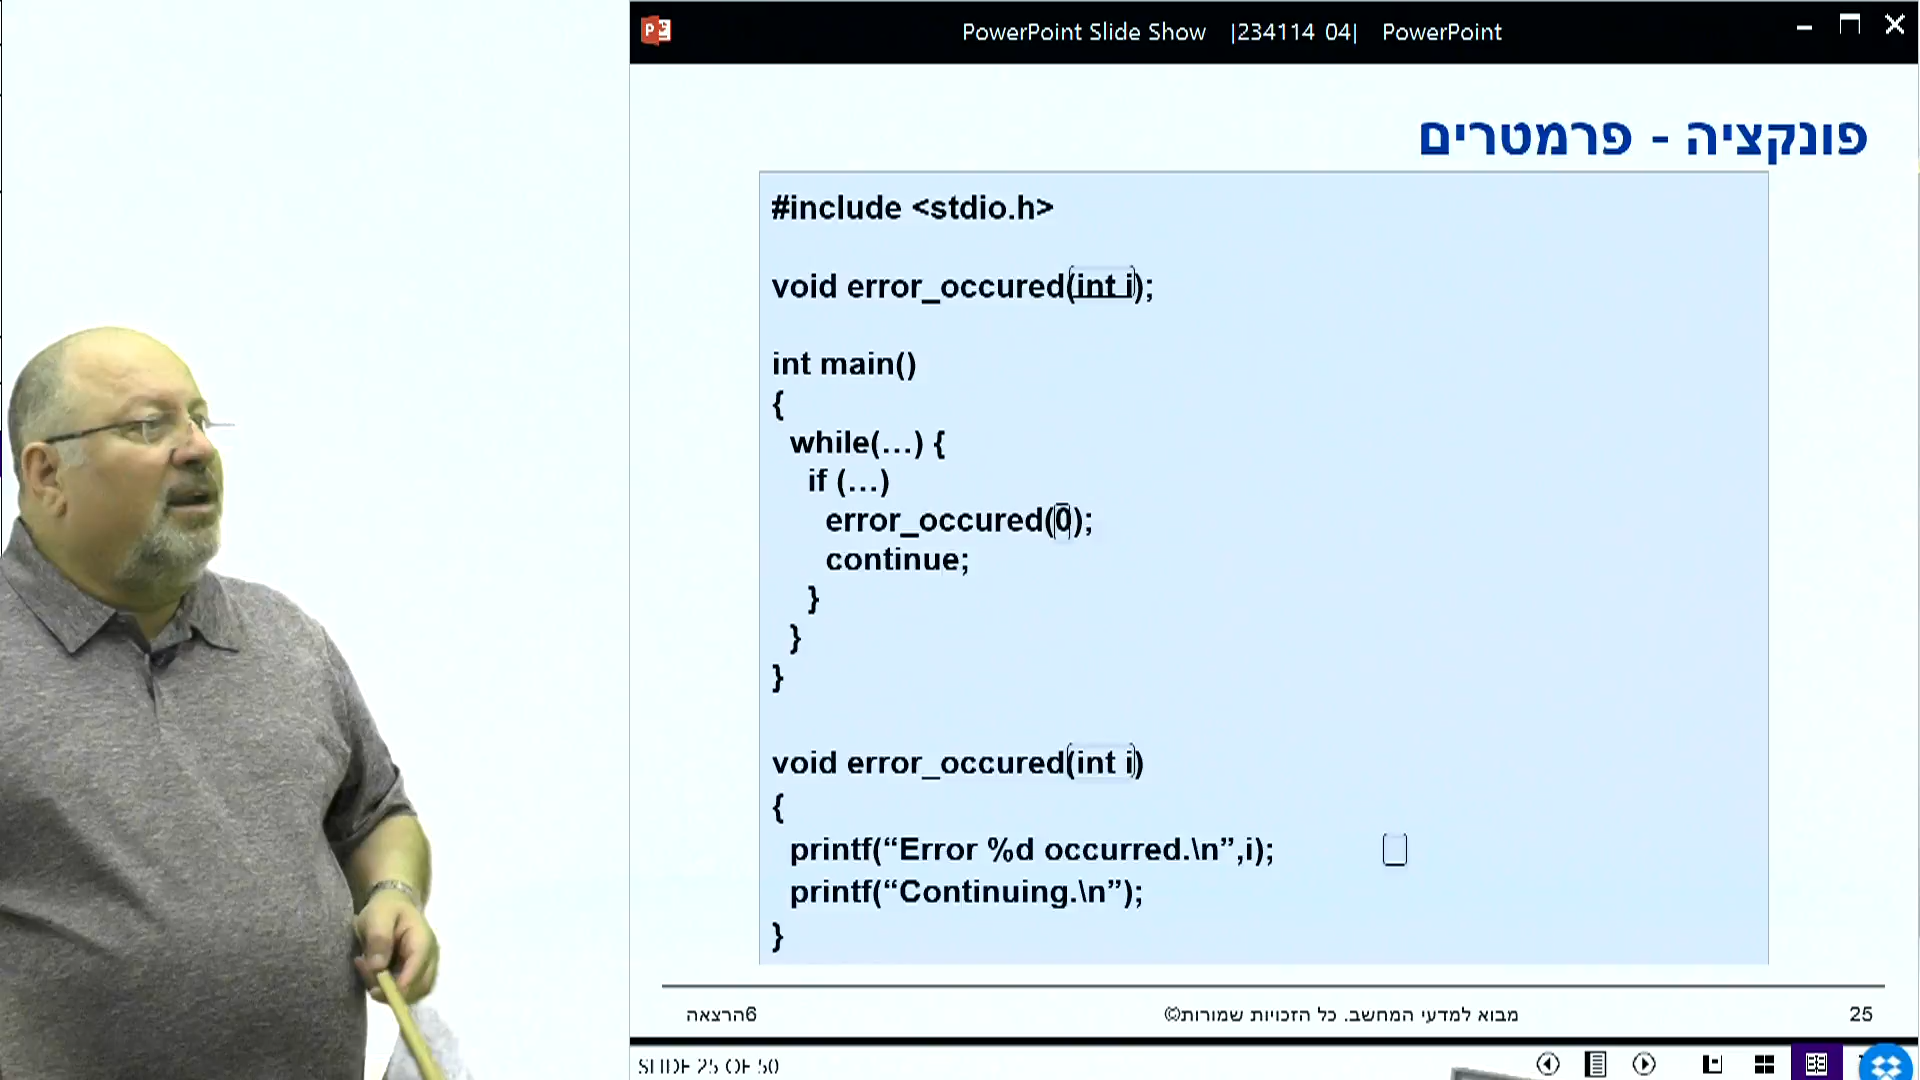 PowerPoint Slide Show |234114 04| PowerPoint
פונקציה - פרמטרים
#include <stdio.h>
void error_occured(int i);
int main()
{
while(…) {
if (…)
error_occured(0);
continue;
}
}
}
void error_occured(int i)
{
printf(“Error %d occurred.\n”,i);
printf(“Continuing.\n”);
}
6הרצאה
מבוא למדעי המחשב. כל הזכויות שמורות©
25
SLIDE 25 OF 50